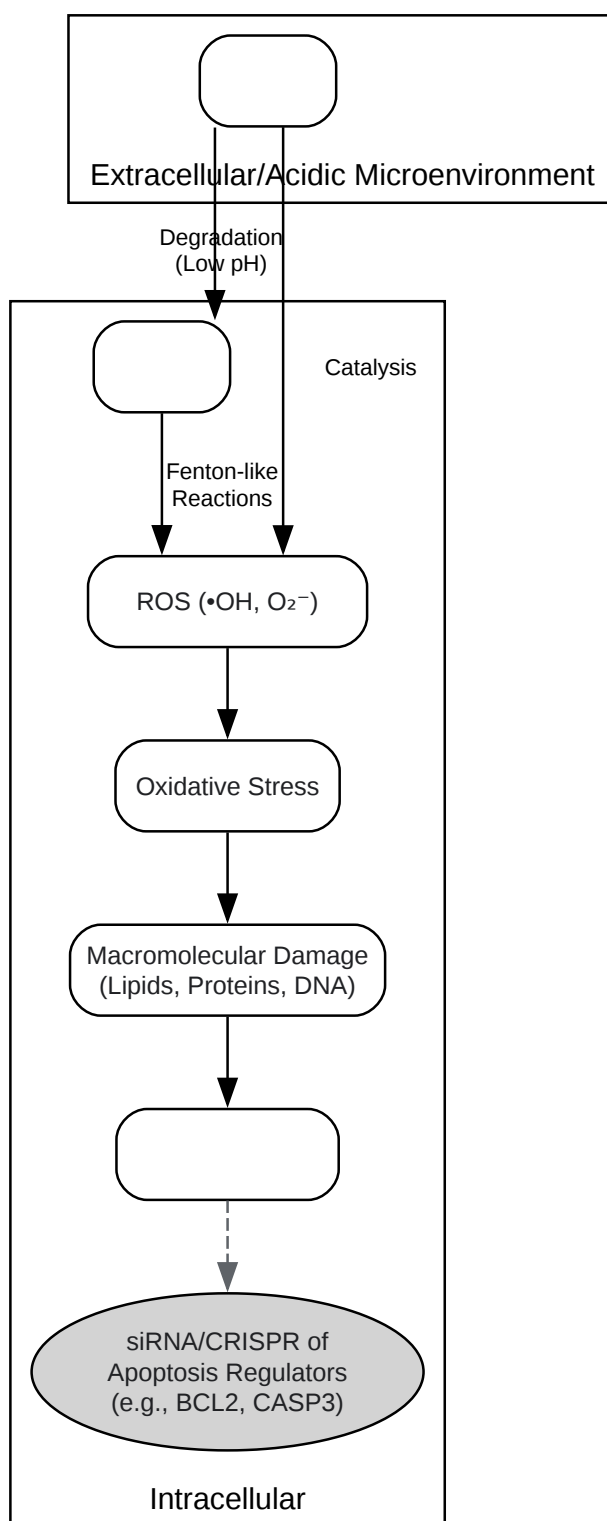 Extracellular/Acidic Microenvironment
Degradation
(Low pH)
Catalysis
Fenton-like
Reactions
ROS (•OH, O₂⁻)
Oxidative Stress
Macromolecular Damage
(Lipids, Proteins, DNA)
siRNA/CRISPR of
Apoptosis Regulators
(e.g., BCL2, CASP3)
Intracellular